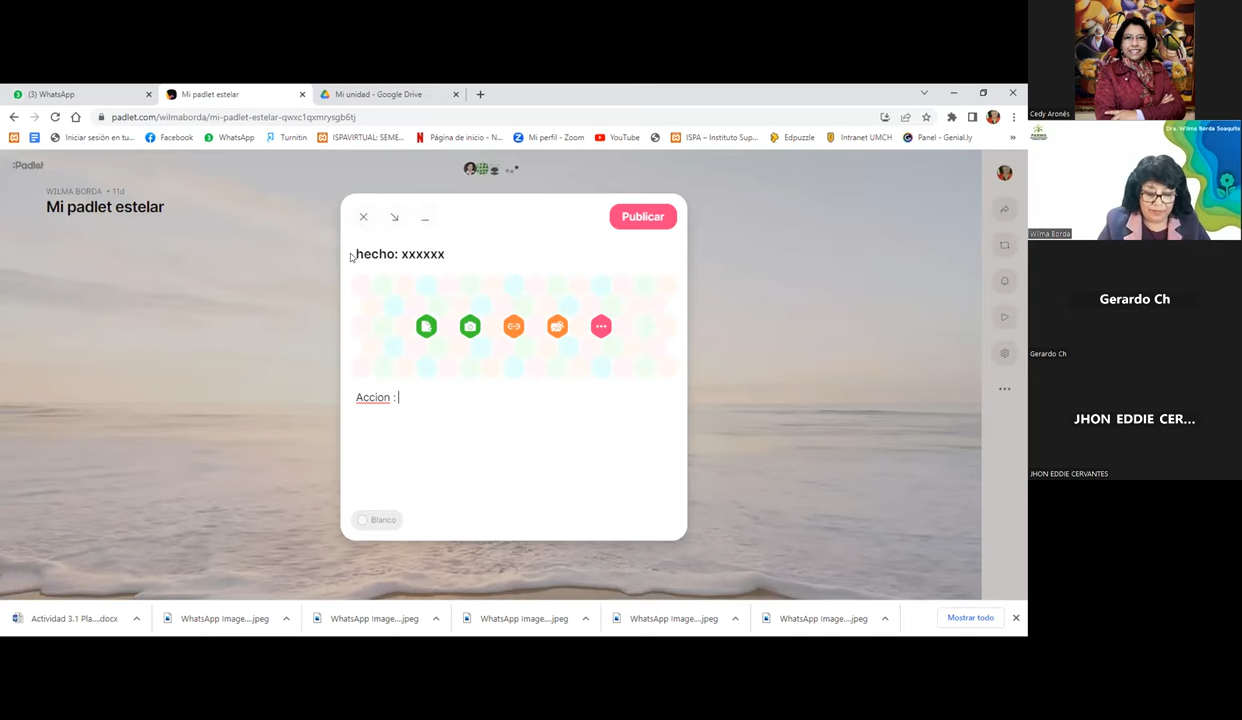 (3) WhatsApp
Mi padlet estelar
Mi unidad - Google Drive
padlet.com/wilmaborda/mi-padlet-estelar-qwxc1qxmrysgb6tj
Iniciar sesión en tu...
Facebook
WhatsApp
Turnitin
ISPAVIRTUAL: SEME...
Página de inicio - N...
Mi perfil - Zoom
YouTube
ISPA – Instituto Sup...
Edpuzzle
Intranet UMCH
Panel - Genial.ly
:Padlet
WILMA BORDA • 11d
Mi padlet estelar
Publicar
hecho: xxxxxx
Accion :
Blanco
Actividad 3.1 Pla....docx
WhatsApp Image....jpeg
WhatsApp Image....jpeg
WhatsApp Image....jpeg
WhatsApp Image....jpeg
WhatsApp Image....jpeg
Mostrar todo
Cedy Aronés
Dra. Wilma Borda Soaquita
Wilma Borda
Gerardo Ch
Gerardo Ch
JHON EDDIE CER...
JHON EDDIE CERVANTES